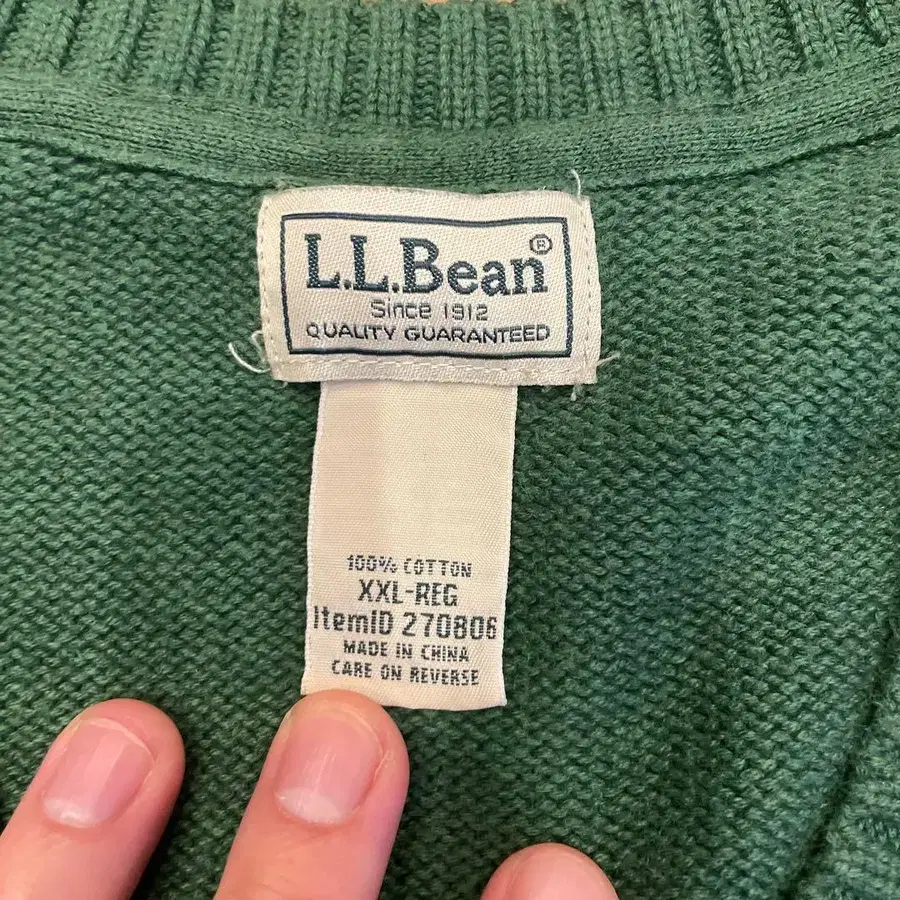 L.L.Bean®
Since 1912
QUALITY GUARANTEED
100% COTTON
XXL-REG
ItemID 270806
MADE IN CHINA
CARE ON REVERSE